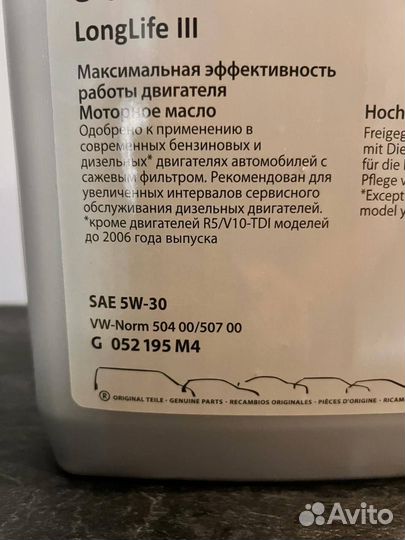 LongLife III
Максимальная эффективность
работы двигателя
Моторное масло
Одобрено к применению в
современных бензиновых и
дизельных* двигателях автомобилей с
сажевым фильтром. Рекомендован для
увеличенных интервалов сервисного
обслуживания дизельных двигателей.
*кроме двигателей R5/V10-TDI моделей
до 2006 года выпуска
Hoch
Freigege
mit Die
für die
Pflege v
*Except
model y
SAE 5W-30
VW-Norm 504 00/507 00
G 052 195 M4
® ORIGINAL TEILE - GENUINE PARTS - RECAMBIOS ORIGINALES - PIÈCES D'ORIGINE - RICAM
Avito